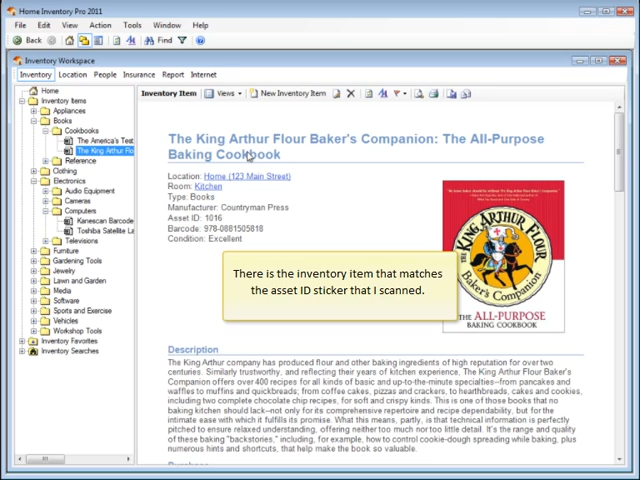 Home Inventory Pro 2011
File Edit View Action Tools Window Help
Back Find
Inventory Workspace
Inventory Location People Insurance Report Internet
Home
Inventory Items
Appliances
Books
Cookbooks
The America's Test
The King Arthur Flo
Reference
Clothing
Electronics
Audio Equipment
Cameras
Computers
Kanescan Barcode
Toshiba Satellite La
Televisions
Furniture
Gardening Tools
Jewelry
Lawn and Garden
Media
Software
Sports and Exercise
Vehicles
Workshop Tools
Inventory Favorites
Inventory Searches
Inventory Item Views New Inventory Item
The King Arthur Flour Baker's Companion: The All-Purpose
Baking Cookbook
Location: Home (123 Main Street)
Room: Kitchen
Type: Books
Manufacturer: Countryman Press
Asset ID: 1016
Barcode: 978-0881505818
Condition: Excellent
There is the inventory item that matches
the asset ID sticker that I scanned.
THE KING ARTHUR FLOUR
Baker's Companion
THE ALL-PURPOSE
BAKING COOKBOOK
Description
The King Arthur company has produced flour and other baking ingredients of high reputation for over two
centuries. Similarly trustworthy, and reflecting their years of kitchen experience, The King Arthur Flour Baker's
Companion offers over 400 recipes for all kinds of basic and up-to-the-minute specialties--from pancakes and
waffles to muffins and quickbreads; from coffee cakes, pizzas and crackers, to hearthbreads, cakes and cookies,
including two complete chocolate chip recipes, for soft and crispy kinds. This is one of those books that no
baking kitchen should lack--not only for its comprehensive repertoire and recipe dependability, but for the
intimate ease with which it fulfills its promise. What this means, partly, is that technical information is perfectly
pitched to ensure relaxed understanding, offering neither too much nor too little detail. It's the range and quality
of these baking "backstories," including, for example, how to control cookie-dough spreading while baking, plus
numerous hints and shortcuts, that help make the book so valuable.